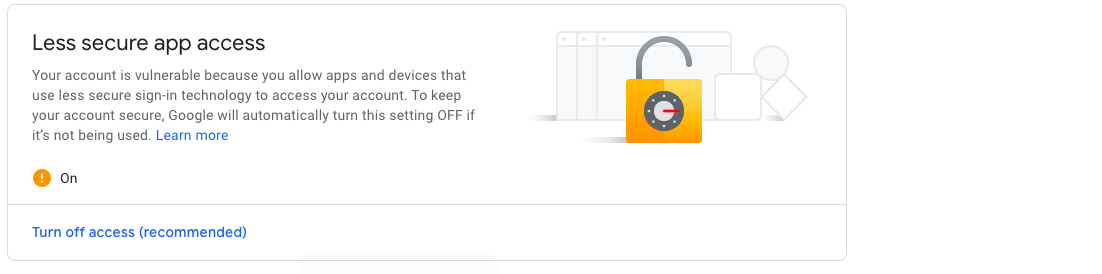 Less secure app access
Your account is vulnerable because you allow apps and devices that
use less secure sign-in technology to access your account. To keep
your account secure, Google will automatically turn this setting OFF if
it’s not being used. Learn more
On
Turn off access (recommended)